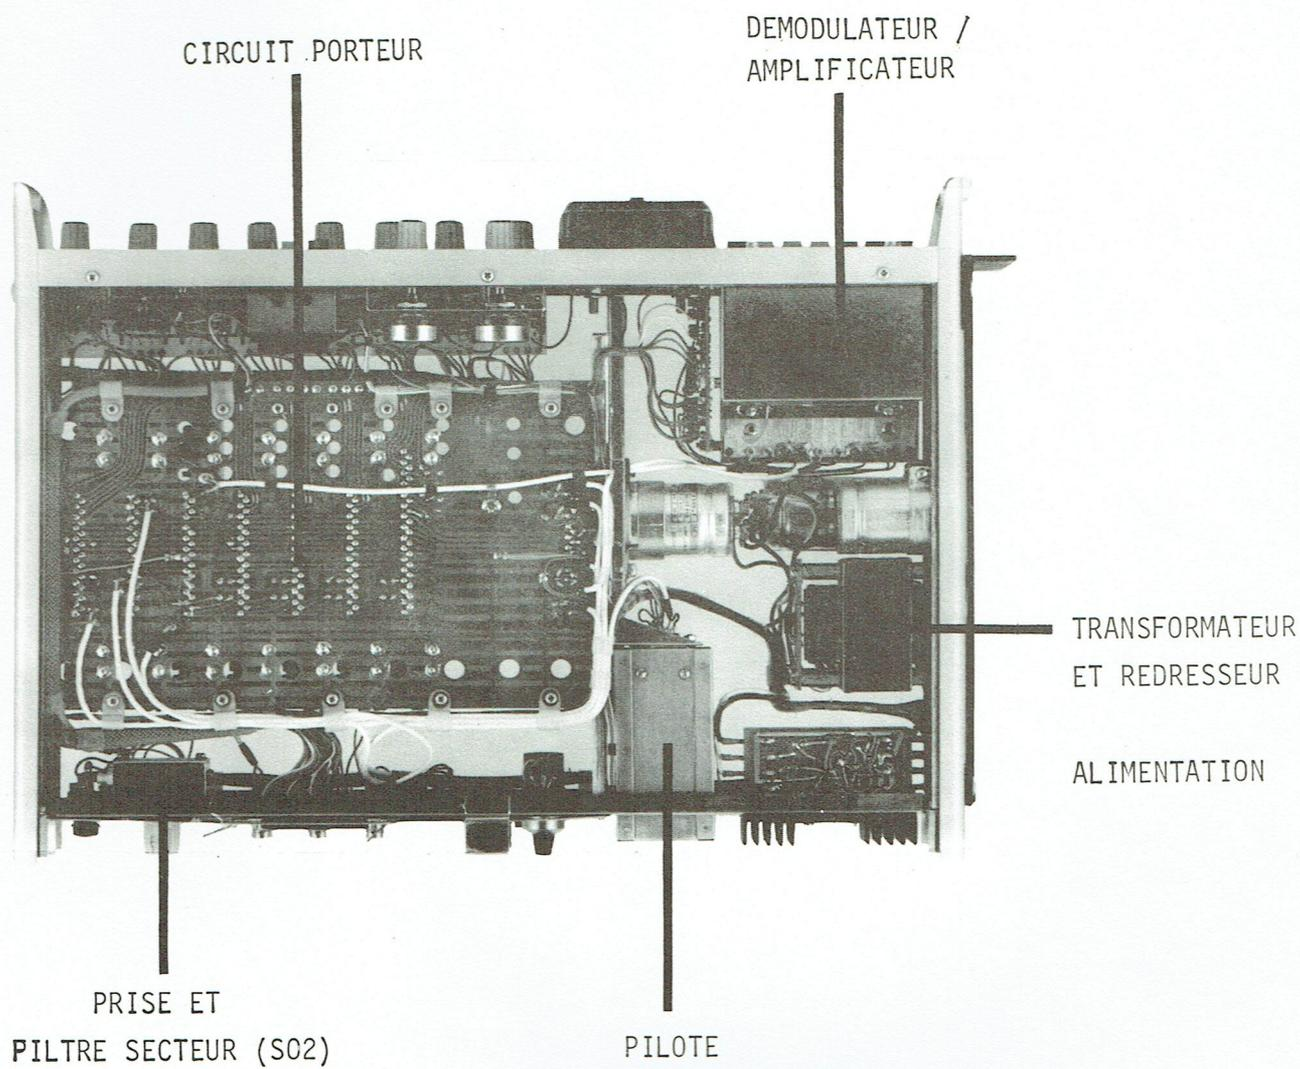 CIRCUIT PORTEUR
DEMODULATEUR /
AMPLIFICATEUR
TRANSFORMATEUR
ET REDRESSEUR
ALIMENTATION
PRISE ET
PILTRE SECTEUR (SO2)
PILOTE